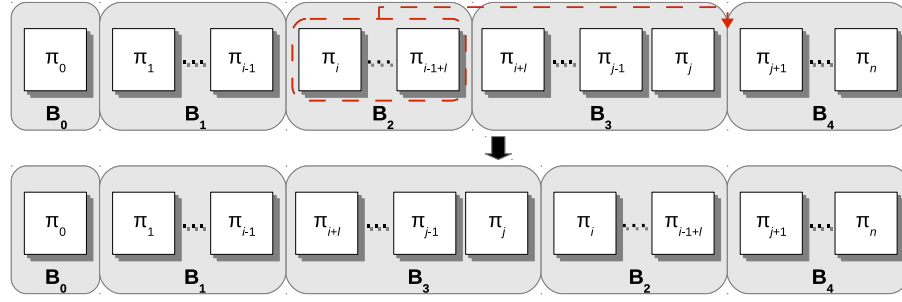 π₀ π₁ .... πᵢ₋₁ πᵢ .... πᵢ₋₁₊ₗ πᵢ₊ₗ .... πⱼ₋₁ πⱼ πⱼ₊₁ .... πₙ
B₀ B₁ B₂ B₃ B₄
π₀ π₁ .... πᵢ₋₁ πᵢ₊ₗ .... πⱼ₋₁ πⱼ πᵢ .... πᵢ₋₁₊ₗ πⱼ₊₁ .... πₙ
B₀ B₁ B₃ B₂ B₄